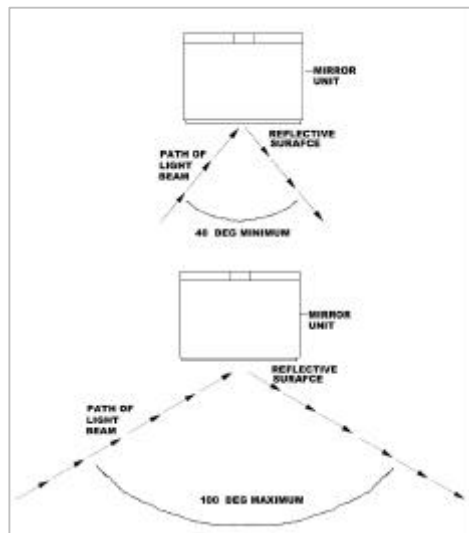 MIRROR
UNIT
REFLECTIVE
SURAFCE
PATH OF
LIGHT
BEAM
40 DEG MINIMUM
MIRROR
UNIT
REFLECTIVE
SURAFCE
PATH OF
LIGHT
BEAM
100 DEG MAXIMUM